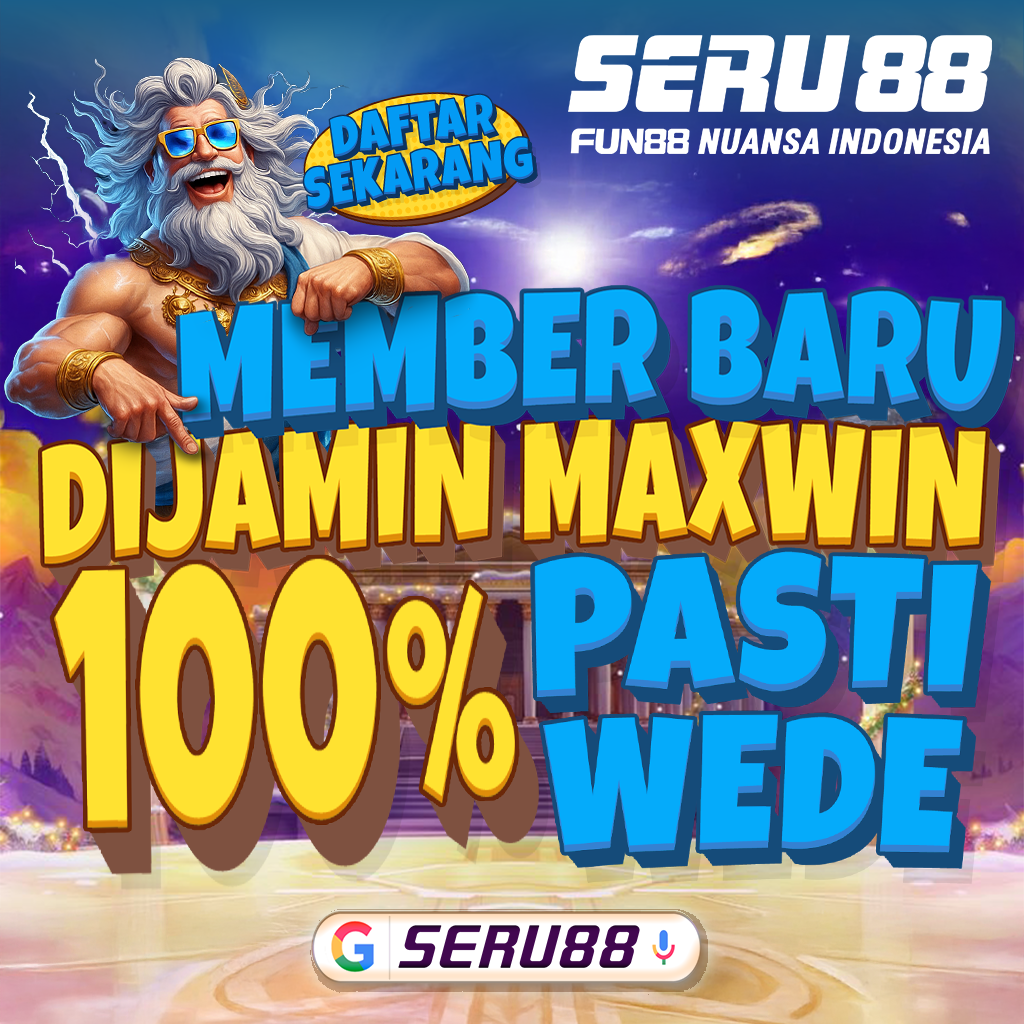 SERU88
FUN88 NUANSA INDONESIA
DAFTAR
SEKARANG
MEMBER BARU
DIJAMIN MAXWIN
100% PASTI
WEDE
G SERU88